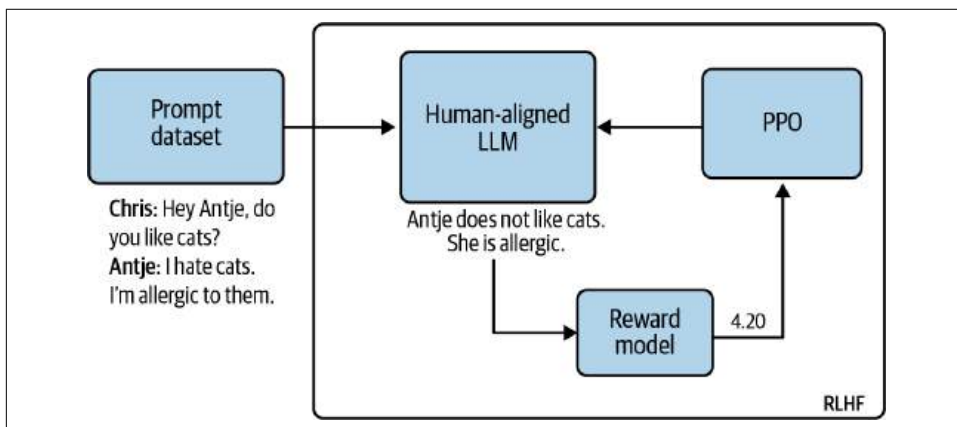 Prompt
dataset
Chris: Hey Antje, do
you like cats?
Antje: I hate cats.
I'm allergic to them.
Human-aligned
LLM
Antje does not like cats.
She is allergic.
PPO
Reward
model
4.20
RLHF